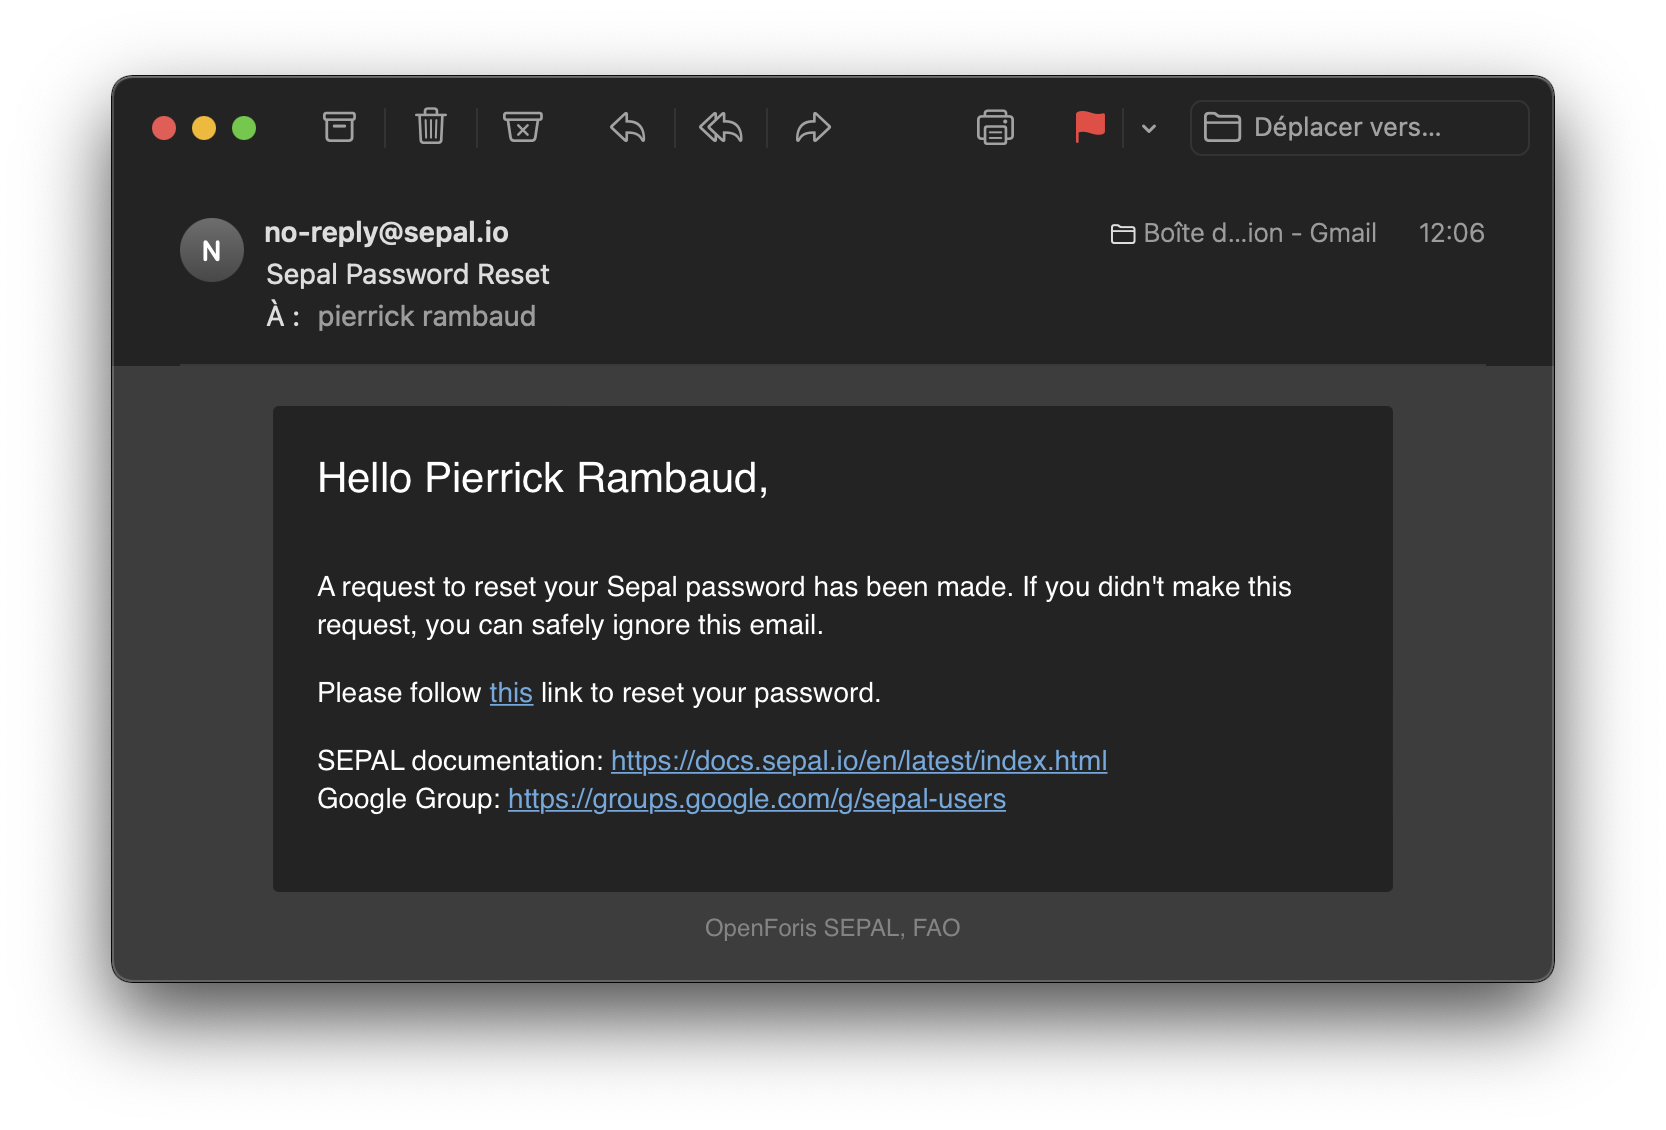 Déplacer vers...
N
no-reply@sepal.io
Boîte d...ion - Gmail
12:06
Sepal Password Reset
À : pierrick rambaud
Hello Pierrick Rambaud,
A request to reset your Sepal password has been made. If you didn't make this
request, you can safely ignore this email.
Please follow this link to reset your password.
SEPAL documentation: https://docs.sepal.io/en/latest/index.html
Google Group: https://groups.google.com/g/sepal-users
OpenForis SEPAL, FAO